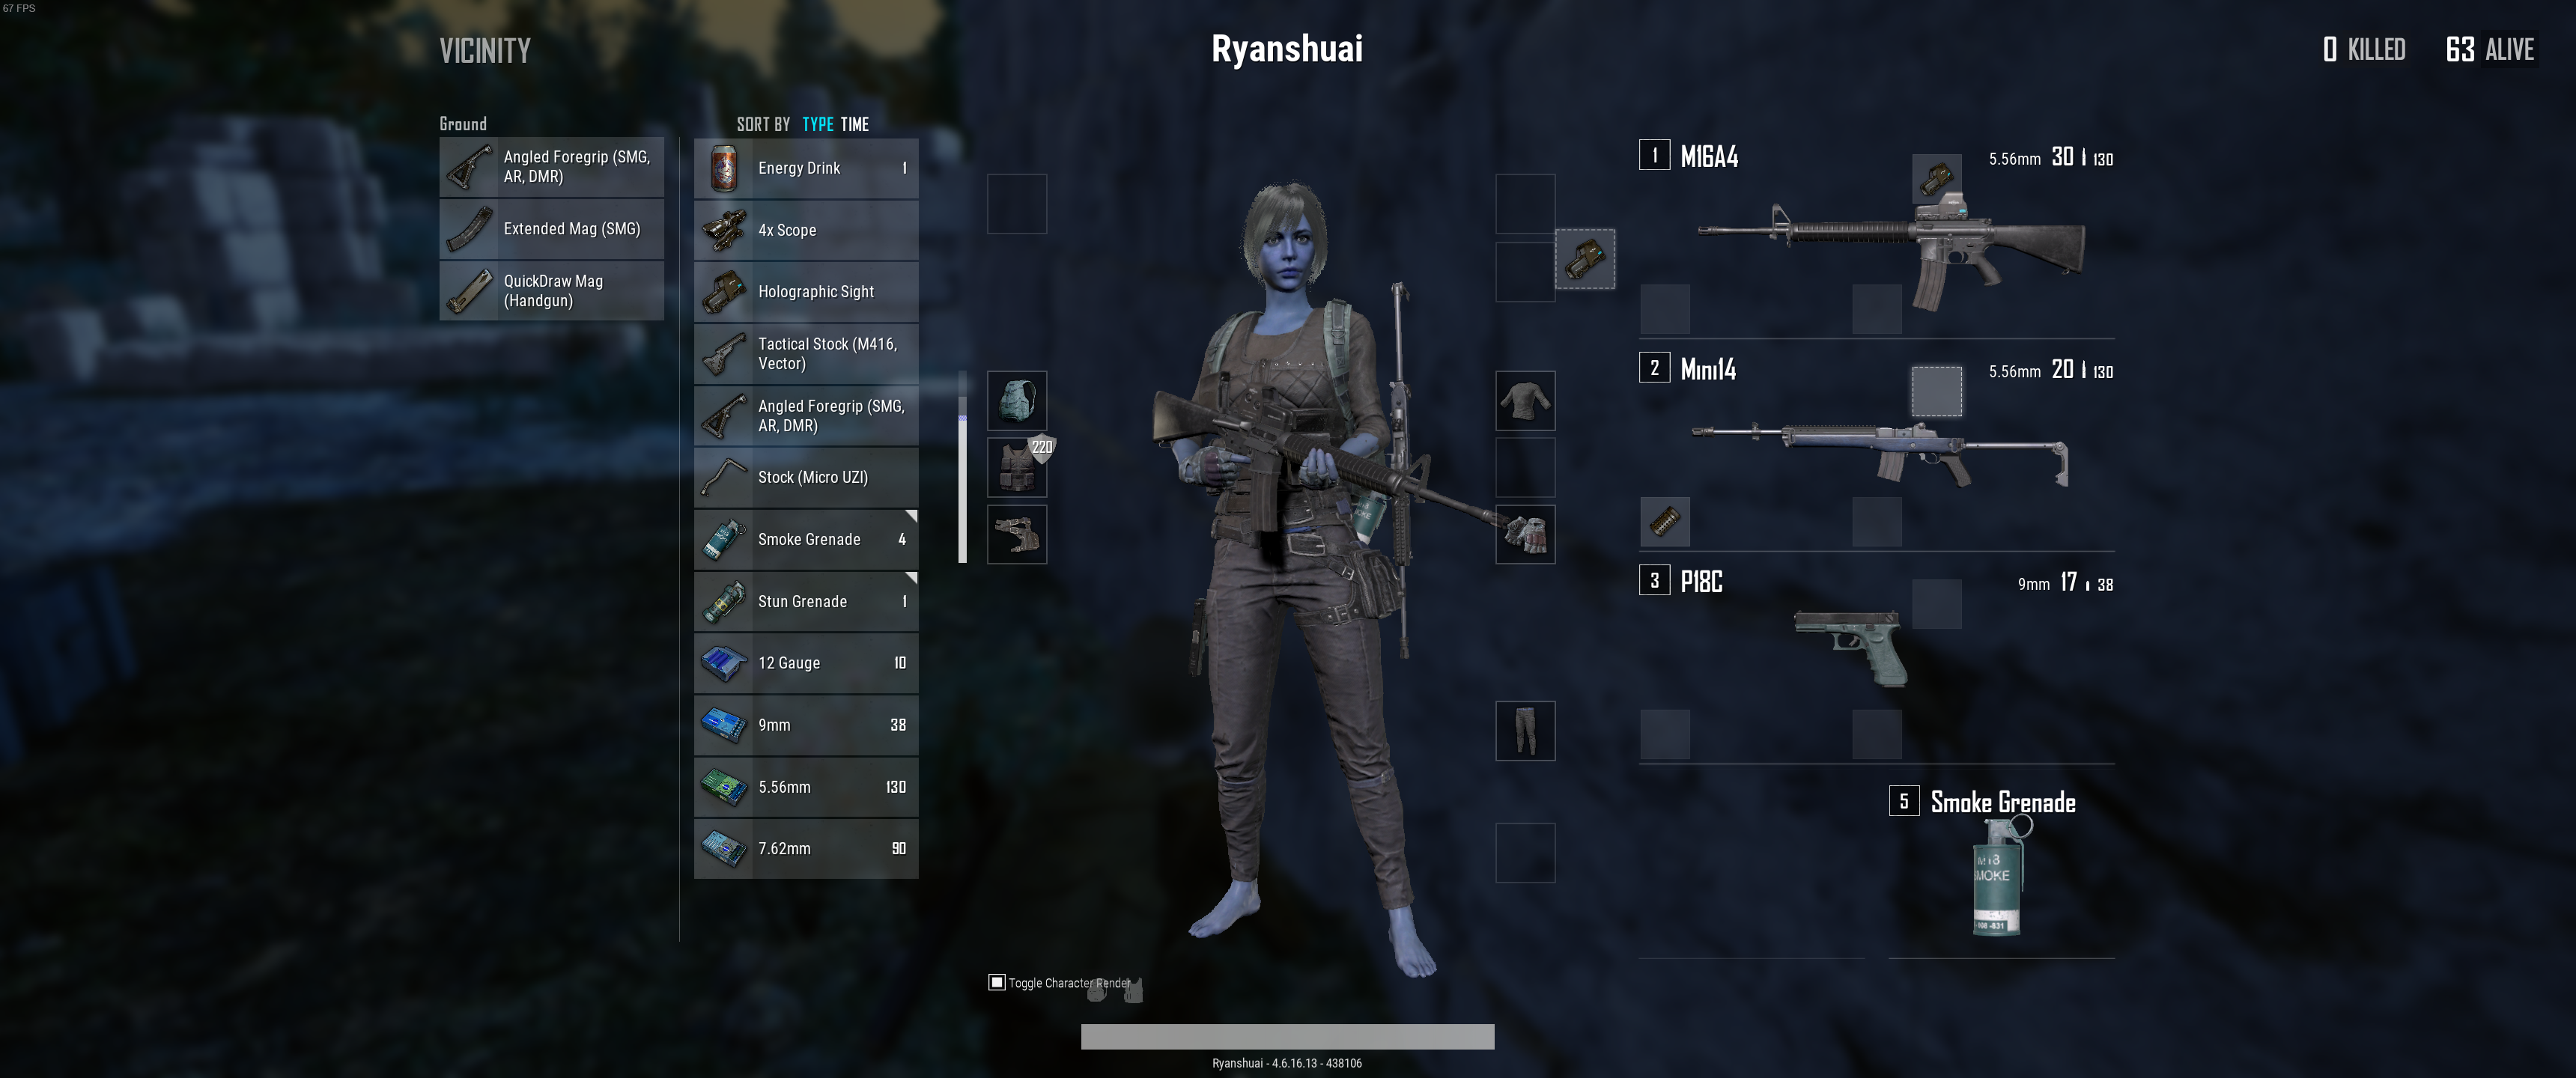 67 FPS
VICINITY
Ryanshuai
0 KILLED 63 ALIVE
Ground
Angled Foregrip (SMG,
AR, DMR)
Extended Mag (SMG)
QuickDraw Mag
(Handgun)
SORT BY TYPE TIME
Energy Drink 1
4x Scope
Holographic Sight
Tactical Stock (M416,
Vector)
Angled Foregrip (SMG,
AR, DMR)
Stock (Micro UZI)
Smoke Grenade 4
Stun Grenade 1
12 Gauge 10
9mm 38
5.56mm 130
7.62mm 90
220
1 M16A4 5.56mm 30 130
2 Mini14 5.56mm 20 130
3 P18C 9mm 17 38
5 Smoke Grenade
M18
SMOKE
Toggle Character Render
Ryanshuai - 4.6.16.13 - 438106